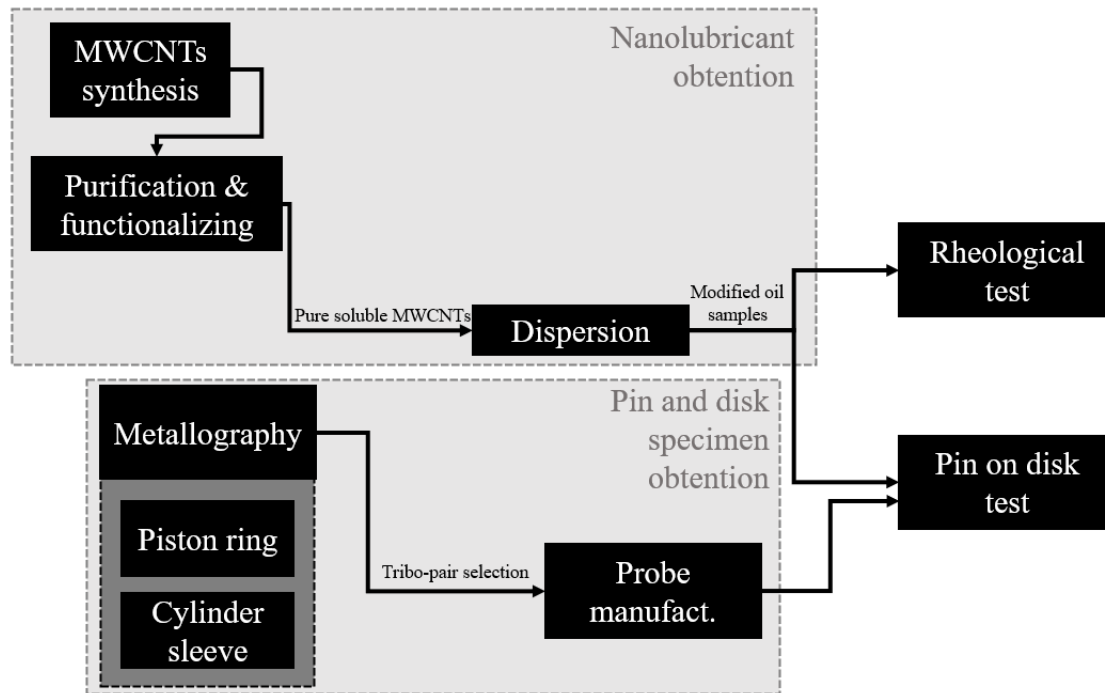 MWCNTs
synthesis
Nanolubricant
obtention
Purification &
functionalizing
Rheological
test
Pure soluble MWCNTs
Dispersion
Modified oil
samples
Metallography
Pin and disk
specimen
obtention
Pin on disk
test
Piston ring
Cylinder
sleeve
Tribo-pair selection
Probe
manufact.